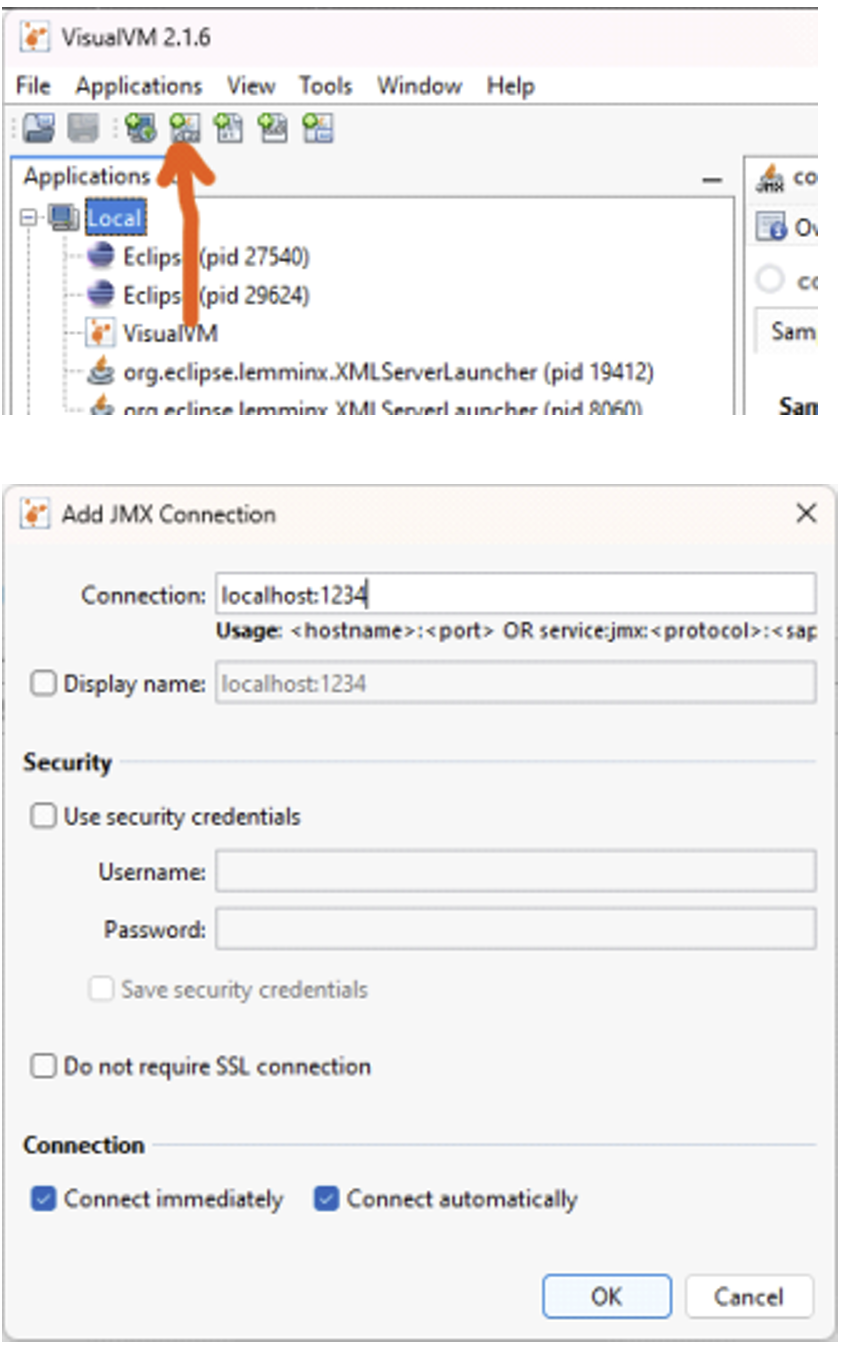 VisualVM 2.1.6
File Applications View Tools Window Help
Applications
Local
(pid 27540)
(pid 29624)
VisualVM
org.eclipse.lemminx.XMLServerLauncher (pid 19412)
org.eclipse.lemminx.XMLServerLauncher (pid 8060)
JMX co
Ov
co
Sam
Sam
Add JMX Connection
Connection: localhost:1234
Usage: <hostname>:<port> OR service:jmx:<protocol>:<sap
Display name: localhost:1234
Security
Use security credentials
Username:
Password:
Save security credentials
Do not require SSL connection
Connection
Connect immediately Connect automatically
OK Cancel